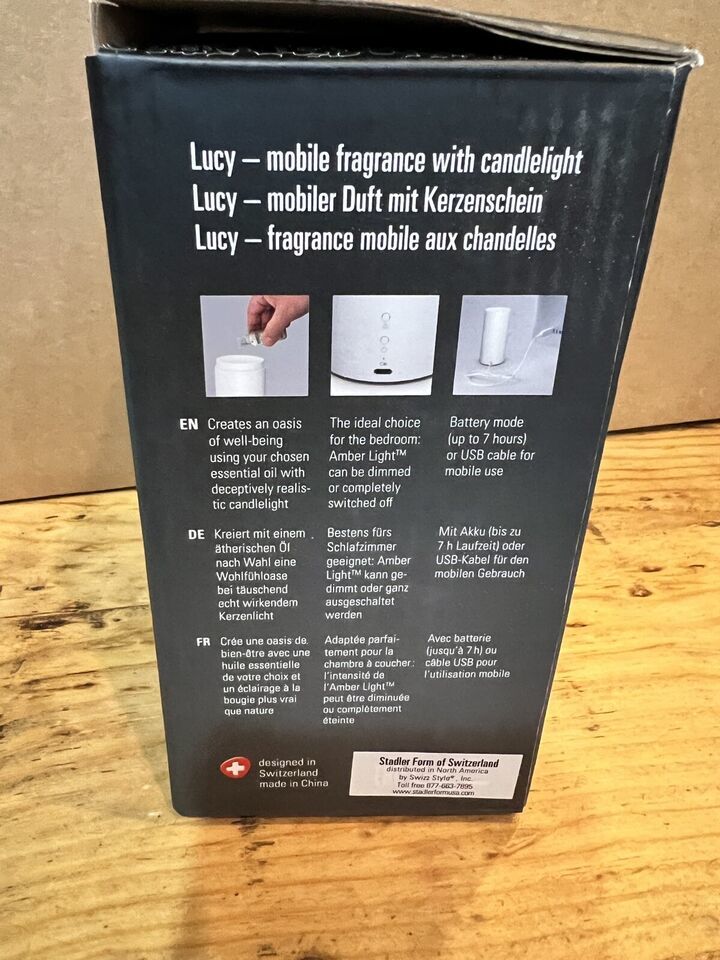 Lucy – mobile fragrance with candlelight
Lucy – mobiler Duft mit Kerzenschein
Lucy – fragrance mobile aux chandelles
EN
Creates an oasis
of well-being
using your chosen
essential oil with
deceptively realis-
tic candlelight
The ideal choice
for the bedroom:
Amber Light™
can be dimmed
or completely
switched off
Battery mode
(up to 7 hours)
or USB cable for
mobile use
DE
Kreiert mit einem
ätherischen Öl
nach Wahl eine
Wohlfühloase
bei täuschend
echt wirkendem
Kerzenlicht
Bestens fürs
Schlafzimmer
geeignet: Amber
Light™ kann ge-
dimmt oder ganz
ausgeschaltet
werden
Mit Akku (bis zu
7 h Laufzeit) oder
USB-Kabel für den
mobilen Gebrauch
FR
Crée une oasis de
bien-être avec une
huile essentielle
de votre choix et
un éclairage à la
bougie plus vrai
que nature
Adaptée parfai-
tement pour la
chambre à coucher:
l'intensité de
l'Amber Light™
peut être diminuée
ou complètement
éteinte
Avec batterie
(jusqu'à 7 h) ou
câble USB pour
l'utilisation mobile
designed in
Switzerland
made in China
Stadler Form of Switzerland
distributed in North America
by Swizz Style®, Inc.
Toll free 877-663-7895
www.stadlerformusa.com